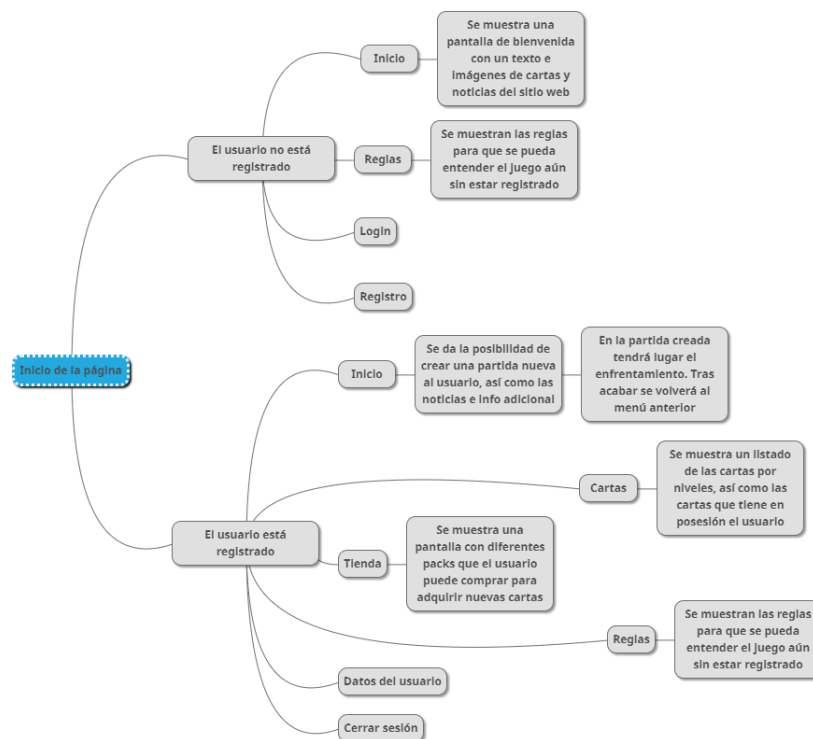 Se muestra una
pantalla de bienvenida
con un texto e
imágenes de cartas y
noticias del sitio web
Inicio
El usuario no está
registrado
Reglas
Se muestran las reglas
para que se pueda
entender el juego aún
sin estar registrado
Login
Registro
Inicio de la página
Inicio
Se da la posibilidad de
crear una partida nueva
al usuario, así como las
noticias e info adicional
En la partida creada
tendrá lugar el
enfrentamiento. Tras
acabar se volverá al
menú anterior
Cartas
Se muestra un listado
de las cartas por
niveles, así como las
cartas que tiene en
posesión el usuario
El usuario está
registrado
Tienda
Se muestra una
pantalla con diferentes
packs que el usuario
puede comprar para
adquirir nuevas cartas
Reglas
Se muestran las reglas
para que se pueda
entender el juego aún
sin estar registrado
Datos del usuario
Cerrar sesión